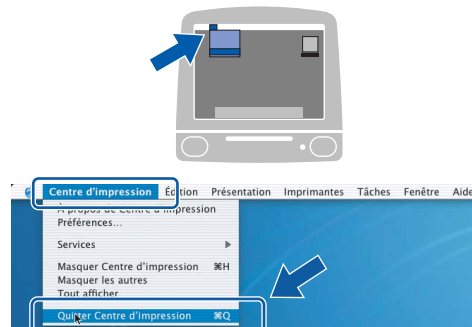 Centre d'impression Édition Présentation Imprimantes Tâches Fenêtre Aide
À propos de Centre d'impression
Préférences...
Services ▶
Masquer Centre d'impression ⌘H
Masquer les autres
Tout afficher
Quitter Centre d'impression ⌘Q